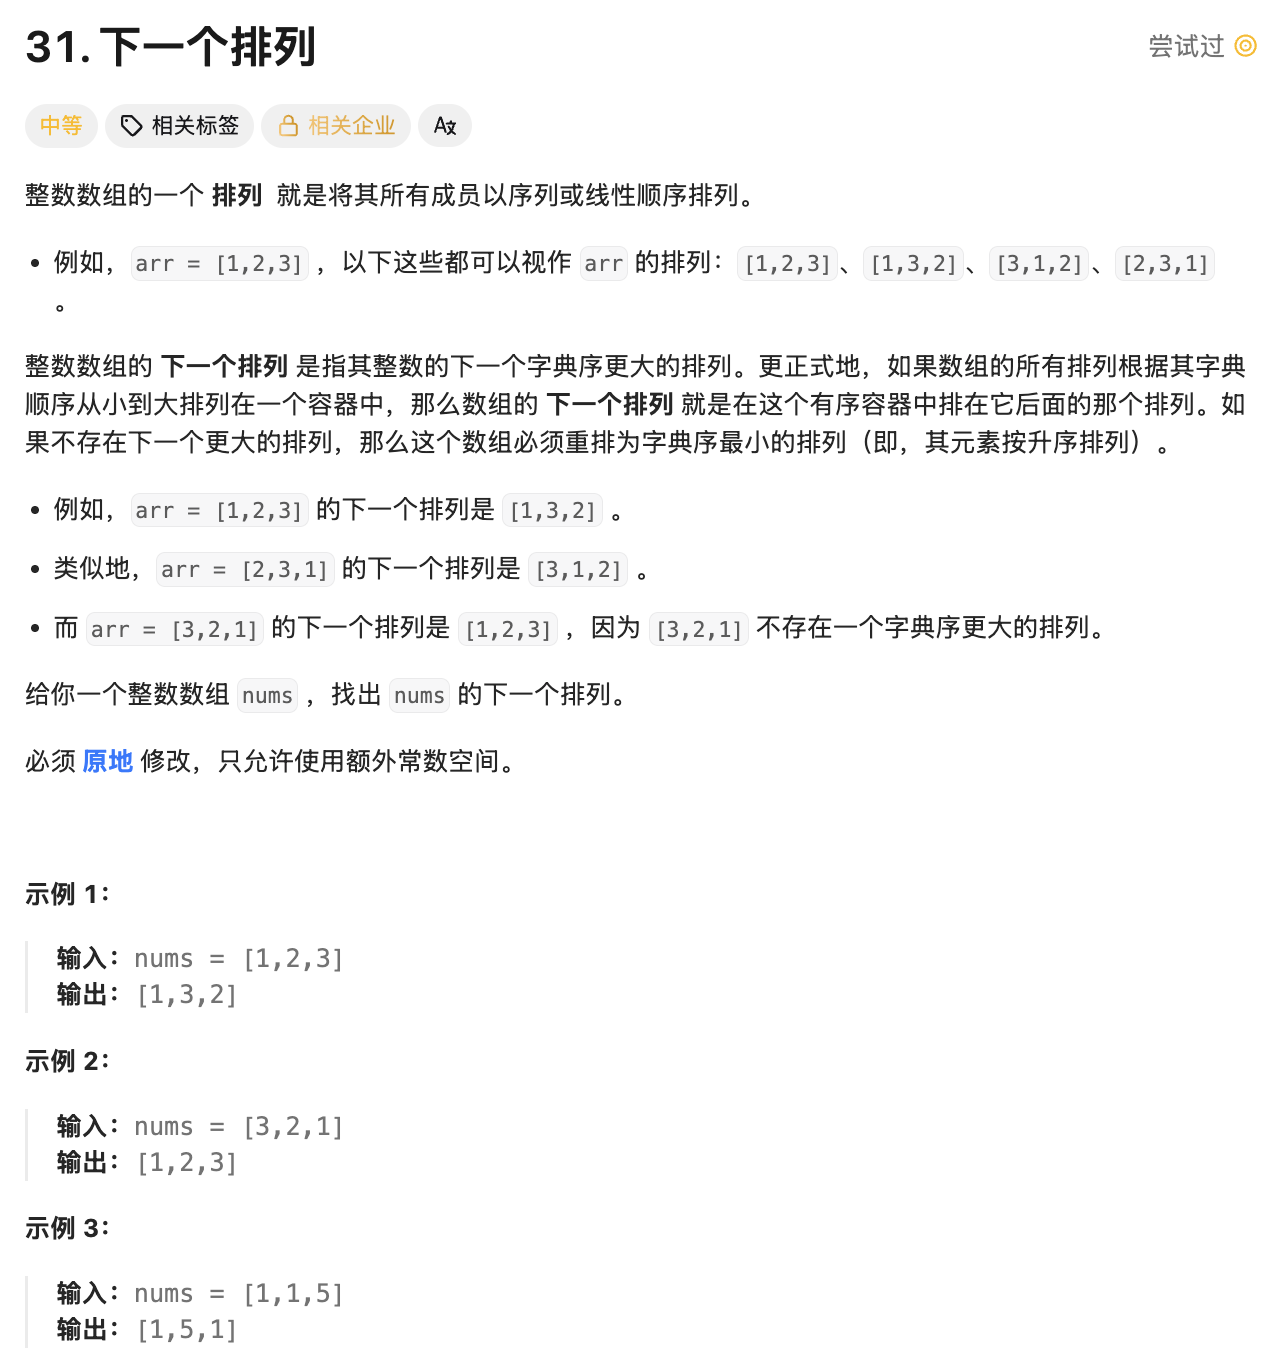 31. 下一个排列
尝试过
中等 相关标签 相关企业 A文
整数数组的一个 排列 就是将其所有成员以序列或线性顺序排列。
• 例如，arr = [1,2,3] ，以下这些都可以视作 arr 的排列：[1,2,3]、[1,3,2]、[3,1,2]、[2,3,1]
。
整数数组的 下一个排列 是指其整数的下一个字典序更大的排列。更正式地，如果数组的所有排列根据其字典
顺序从小到大排列在一个容器中，那么数组的 下一个排列 就是在这个有序容器中排在它后面的那个排列。如
果不存在下一个更大的排列，那么这个数组必须重排为字典序最小的排列（即，其元素按升序排列）。
• 例如，arr = [1,2,3] 的下一个排列是 [1,3,2] 。
• 类似地，arr = [2,3,1] 的下一个排列是 [3,1,2] 。
• 而 arr = [3,2,1] 的下一个排列是 [1,2,3] ，因为 [3,2,1] 不存在一个字典序更大的排列。
给你一个整数数组 nums ，找出 nums 的下一个排列。
必须 原地 修改，只允许使用额外常数空间。
示例 1：
输入：nums = [1,2,3]
输出：[1,3,2]
示例 2：
输入：nums = [3,2,1]
输出：[1,2,3]
示例 3：
输入：nums = [1,1,5]
输出：[1,5,1]